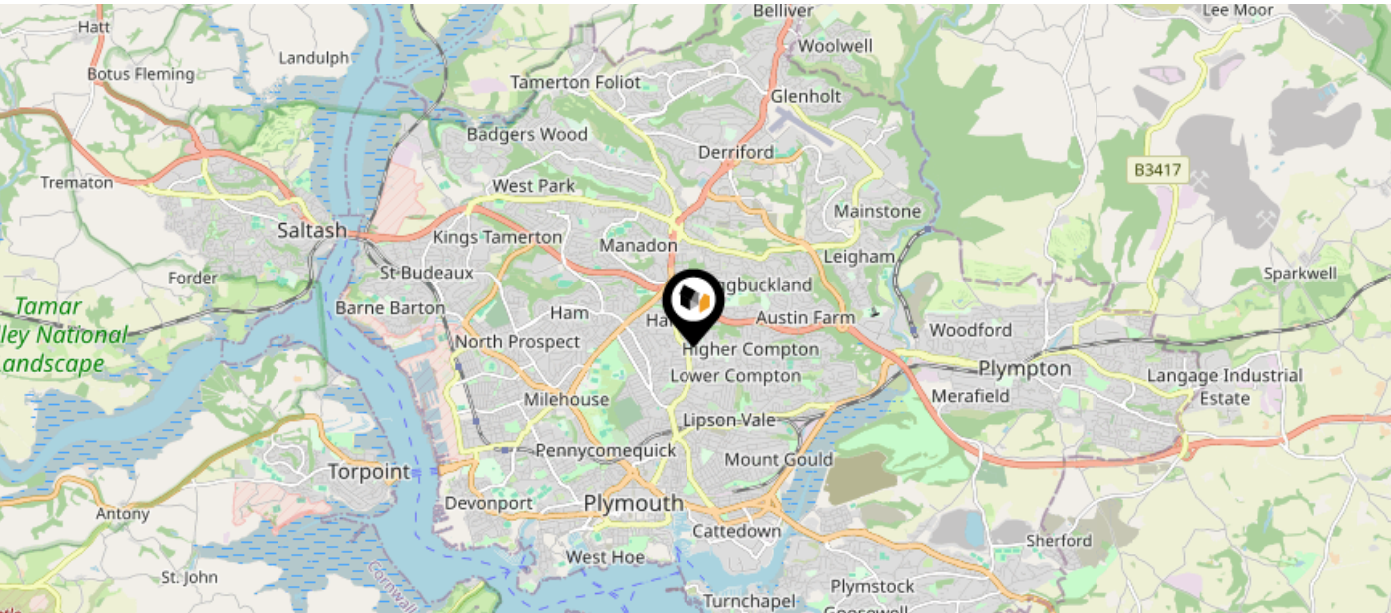 Belliver
Lee Moor
Hatt
Woolwell
Landulph
Botus Fleming
Tamerton Foliot
Glenholt
Badgers Wood
Derriford
B3417
Trematon
West Park
Mainstone
Saltash
Kings Tamerton
Manadon
Leigham
St Budeaux
Forder
Sparkwell
ggbuckland
Tamar
lley National
andscape
Barne Barton
Ham
Ha
Austin Farm
Woodford
North Prospect
Higher Compton
Plympton
Lower Compton
Langage Industrial
Estate
Milehouse
Merafield
Lipson Vale
Pennycomequick
Mount Gould
Torpoint
Devonport
Plymouth
Antony
Cattedown
Sherford
West Hoe
St. John
Cornwall
Plymstock
Turnchapel
Goosewell